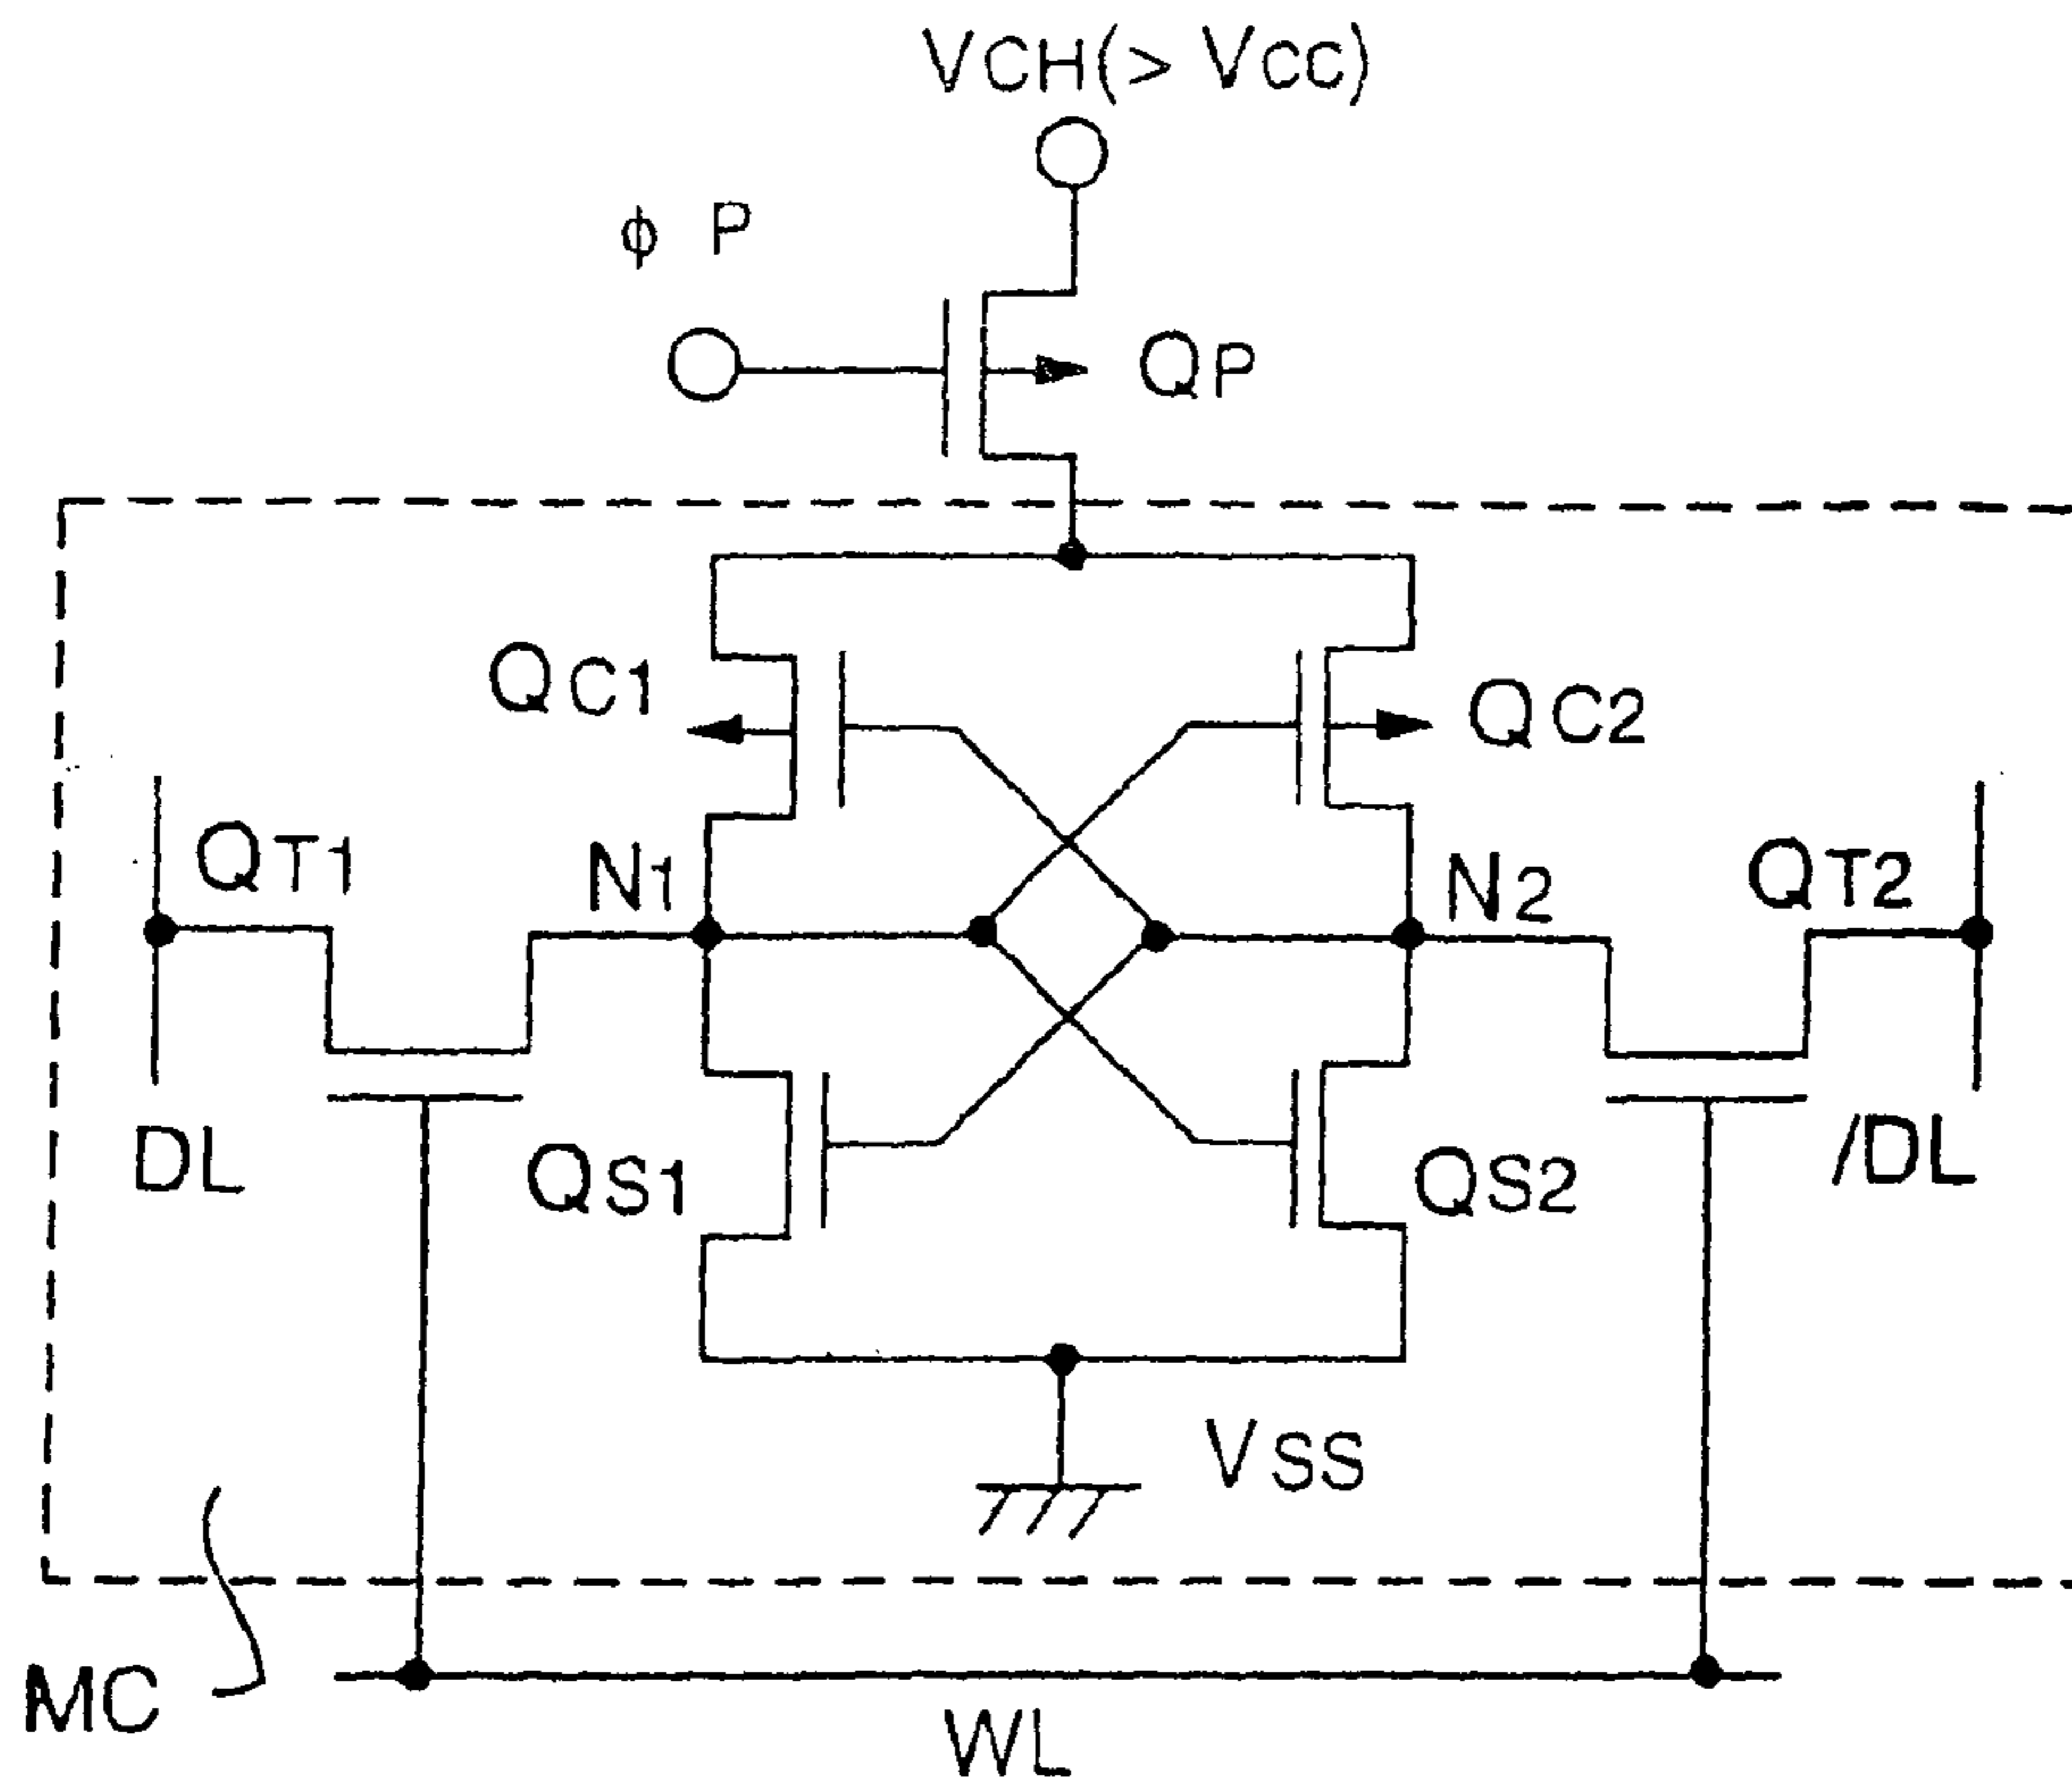 VCH(> VCC)
φ P
QP
QC1
QC2
QT1
N1
N2
QT2
DL
QS1
QS2
/DL
VSS
MC
WL